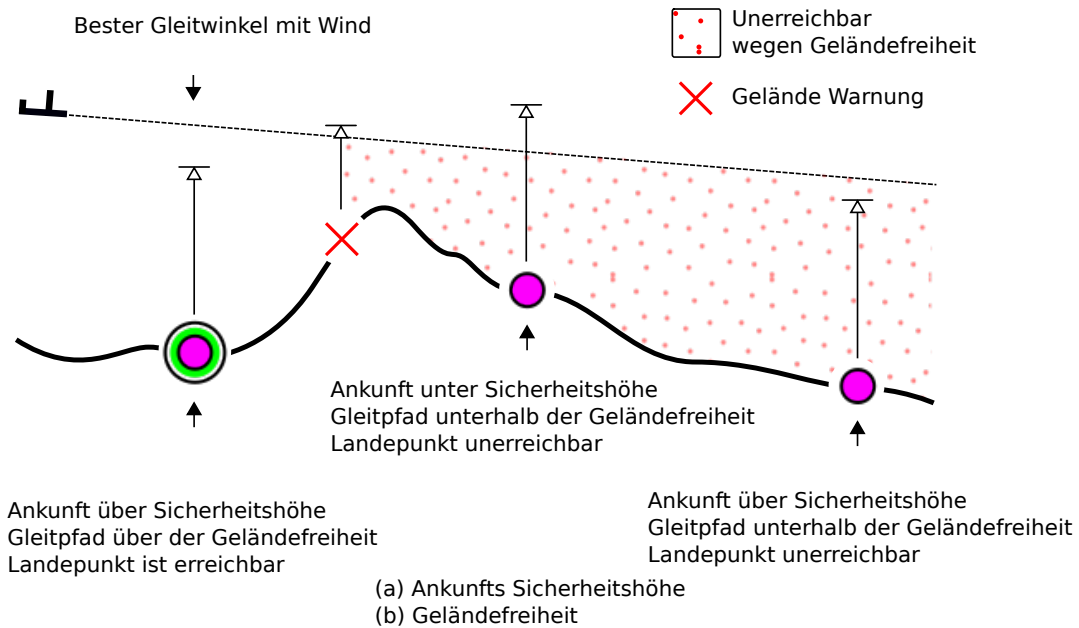 Bester Gleitwinkel mit Wind
Unerreichbar
wegen Geländefreiheit
Gelände Warnung
Ankunft unter Sicherheitshöhe
Gleitpfad unterhalb der Geländefreiheit
Landepunkt unerreichbar
Ankunft über Sicherheitshöhe
Gleitpfad über der Geländefreiheit
Landepunkt ist erreichbar
Ankunft über Sicherheitshöhe
Gleitpfad unterhalb der Geländefreiheit
Landepunkt unerreichbar
(a) Ankunfts Sicherheitshöhe
(b) Geländefreiheit